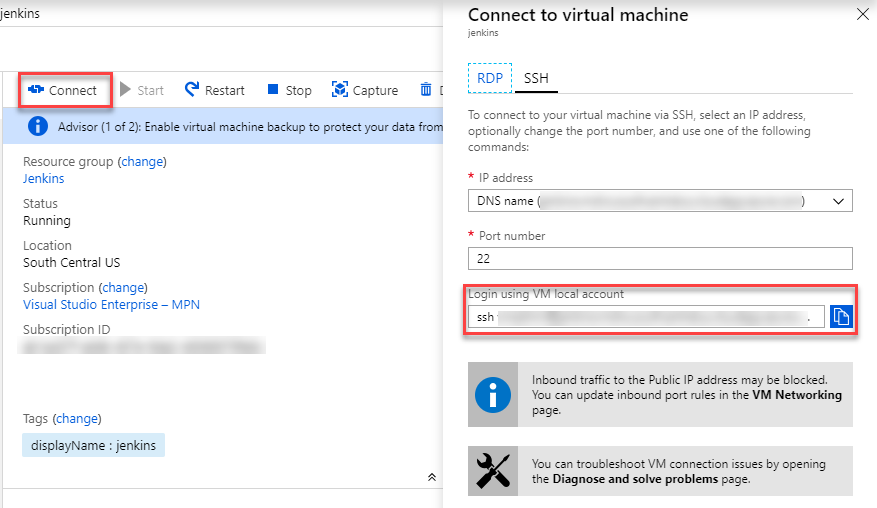 jenkins
Connect
Start
Restart
Stop
Capture
Advisor (1 of 2): Enable virtual machine backup to protect your data from
Resource group (change)
Jenkins
Status
Running
Location
South Central US
Subscription (change)
Visual Studio Enterprise – MPN
Subscription ID
Tags (change)
displayName : jenkins
Connect to virtual machine
jenkins
RDP
SSH
To connect to your virtual machine via SSH, select an IP address,
optionally change the port number, and use one of the following
commands:
* IP address
DNS name ( )
* Port number
22
Login using VM local account
ssh
Inbound traffic to the Public IP address may be blocked.
You can update inbound port rules in the VM Networking
page.
You can troubleshoot VM connection issues by opening
the Diagnose and solve problems page.